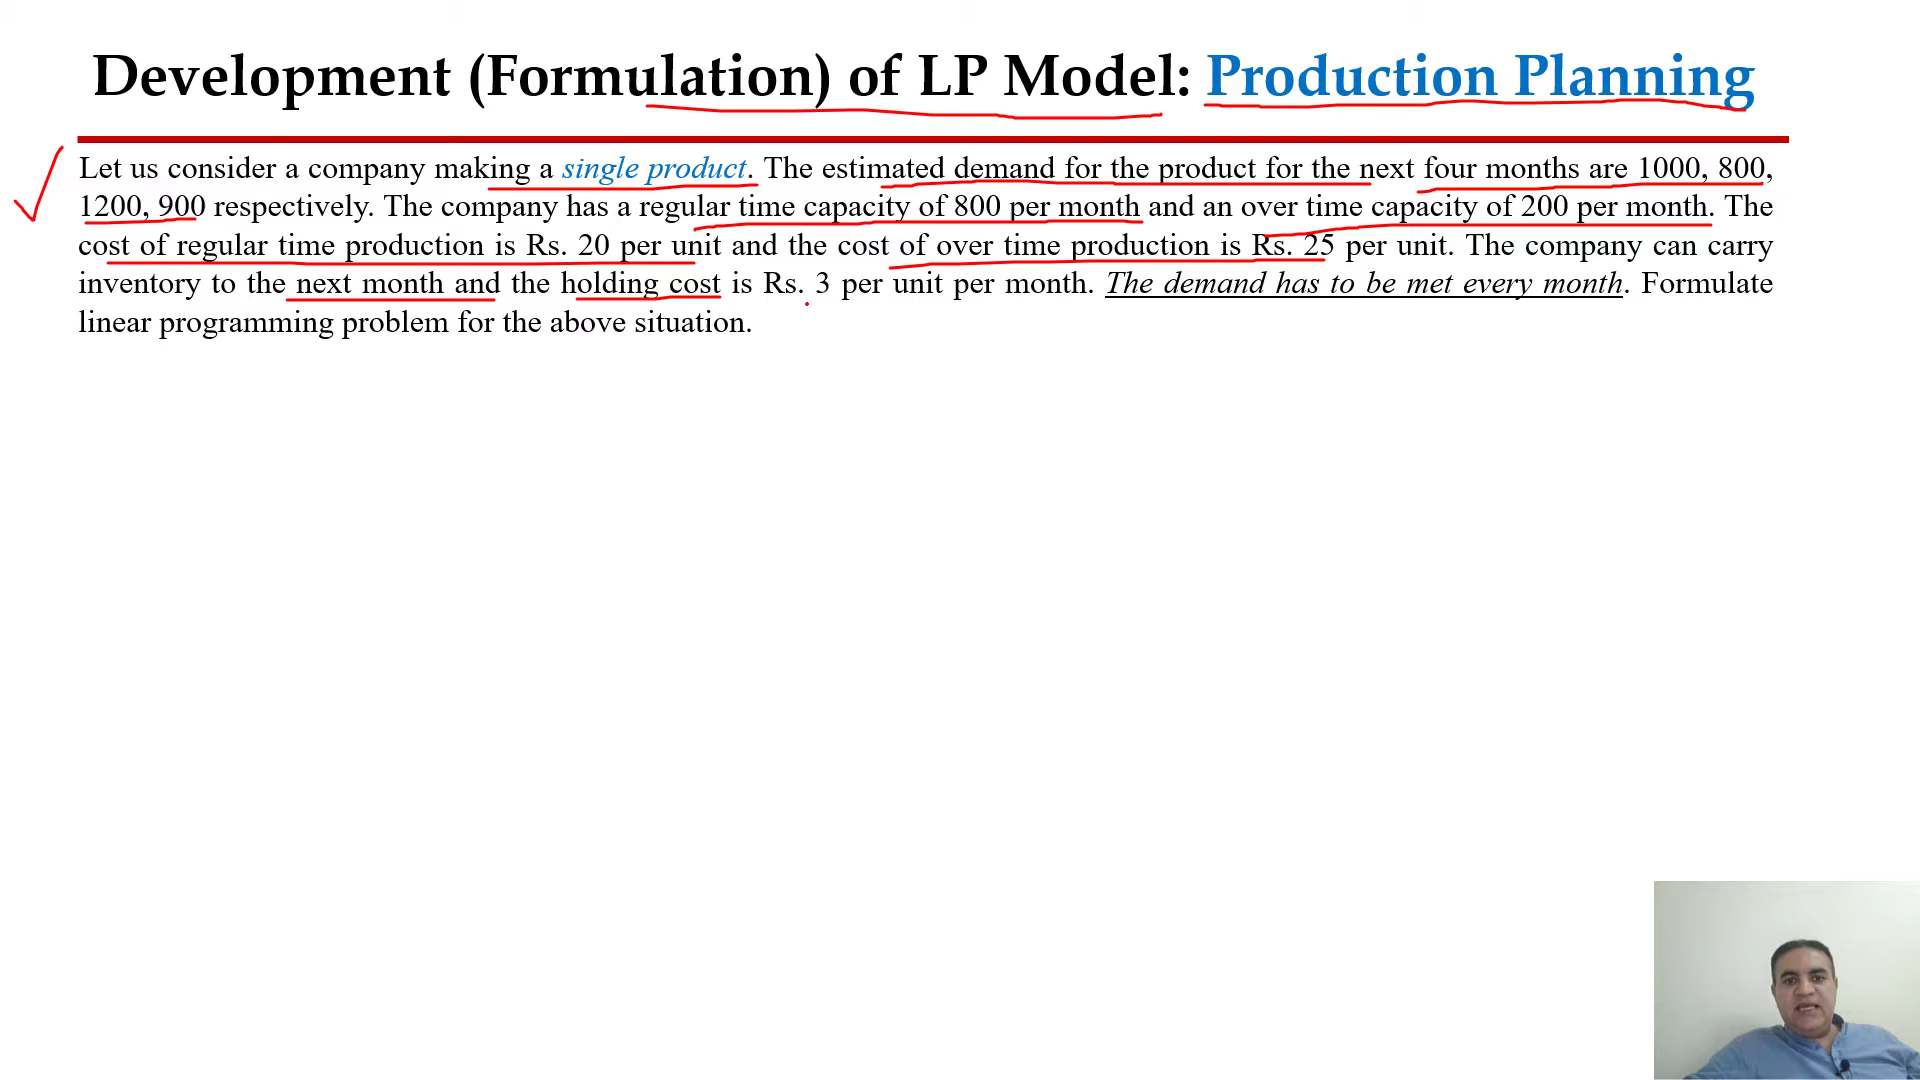 Development (Formulation) of LP Model: Production Planning
Let us consider a company making a single product. The estimated demand for the product for the next four months are 1000, 800,
1200, 900 respectively. The company has a regular time capacity of 800 per month and an over time capacity of 200 per month. The
cost of regular time production is Rs. 20 per unit and the cost of over time production is Rs. 25 per unit. The company can carry
inventory to the next month and the holding cost is Rs. 3 per unit per month. The demand has to be met every month. Formulate
linear programming problem for the above situation.